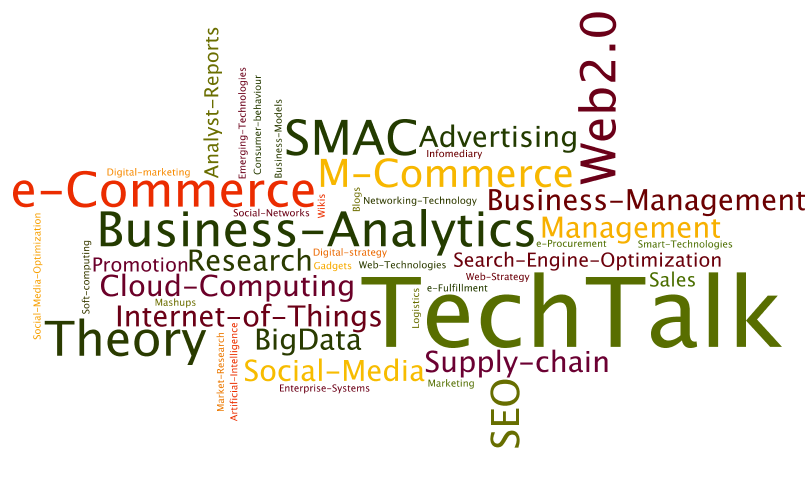 Web2.0
Analyst-Reports
Emerging-Technologies
Consumer-behaviour
Business-Models
SMAC
Advertising
Infomediary
Digital-marketing
M-Commerce
e-Commerce
Wikis
Blogs
Networking-Technology
Business-Management
Social-Networks
Business-Analytics
Management
e-Procurement
Smart-Technologies
Social-Media-Optimization
Soft-computing
Promotion
Research
Digital-strategy
Gadgets
Web-Technologies
Search-Engine-Optimization
Web-Strategy
Sales
Cloud-Computing
Mashups
e-Fulfillment
Logistics
TechTalk
Internet-of-Things
Theory
Market-Research
Artificial-Intelligence
BigData
Social-Media
Supply-chain
Enterprise-Systems
Marketing
SEO